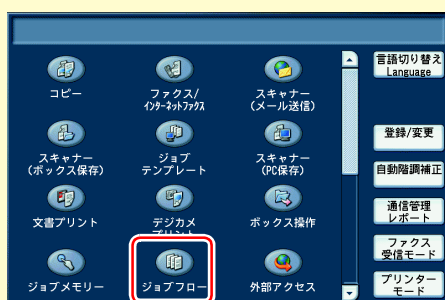 コピー
ファクス/
インターネットファクス
スキャナー
(メール送信)
スキャナー
(ボックス保存)
ジョブ
テンプレート
スキャナー
(PC保存)
文書プリント
デジカメ
プリント
ボックス操作
ジョブメモリー
ジョブフロー
外部アクセス
言語切り替え
Language
登録/変更
自動階調補正
通信管理
レポート
ファクス
受信モード
プリンター
モード